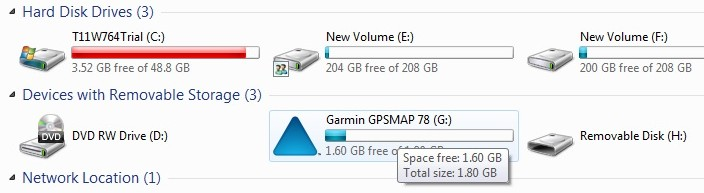 Hard Disk Drives (3)
T11W764Trial (C:)
3.52 GB free of 48.8 GB
New Volume (E:)
204 GB free of 208 GB
New Volume (F:)
200 GB free of 208 GB
Devices with Removable Storage (3)
DVD
DVD RW Drive (D:)
Garmin GPSMAP 78 (G:)
1.60 GB free of
Space free: 1.60 GB
Total size: 1.80 GB
Removable Disk (H:)
Network Location (1)